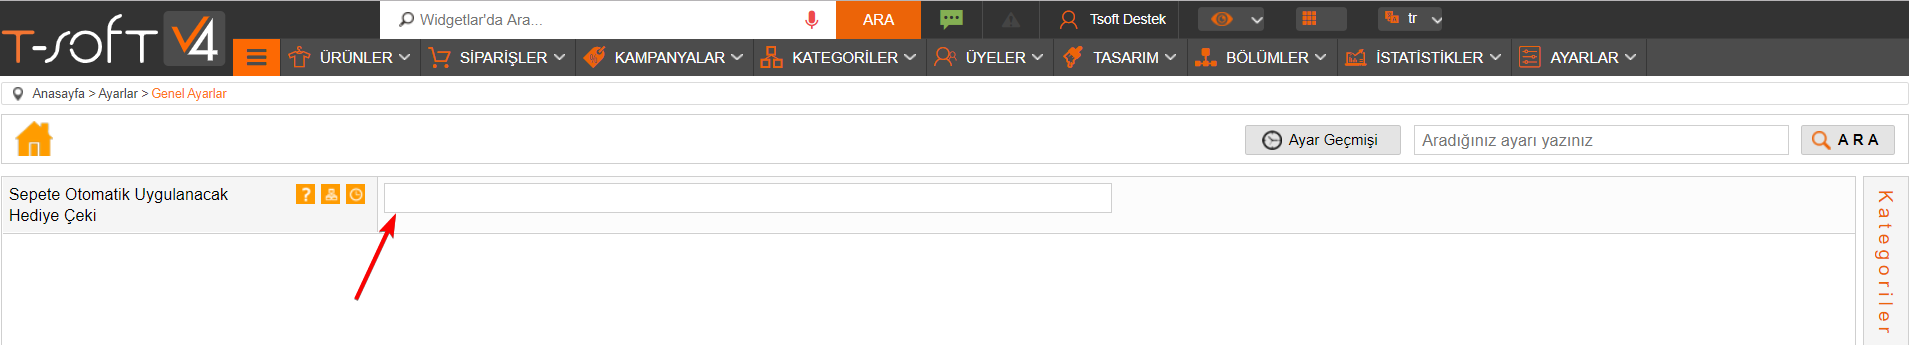 T-SOFT V4
Widgetlar'da Ara...
ARA
Tsoft Destek
tr
ÜRÜNLER
SİPARİŞLER
KAMPANYALAR
KATEGORİLER
ÜYELER
TASARIM
BÖLÜMLER
İSTATİSTİKLER
AYARLAR
Anasayfa > Ayarlar > Genel Ayarlar
Ayar Geçmişi
Aradığınız ayarı yazınız
ARA
Sepete Otomatik Uygulanacak
Hediye Çeki
?
Kategoriler